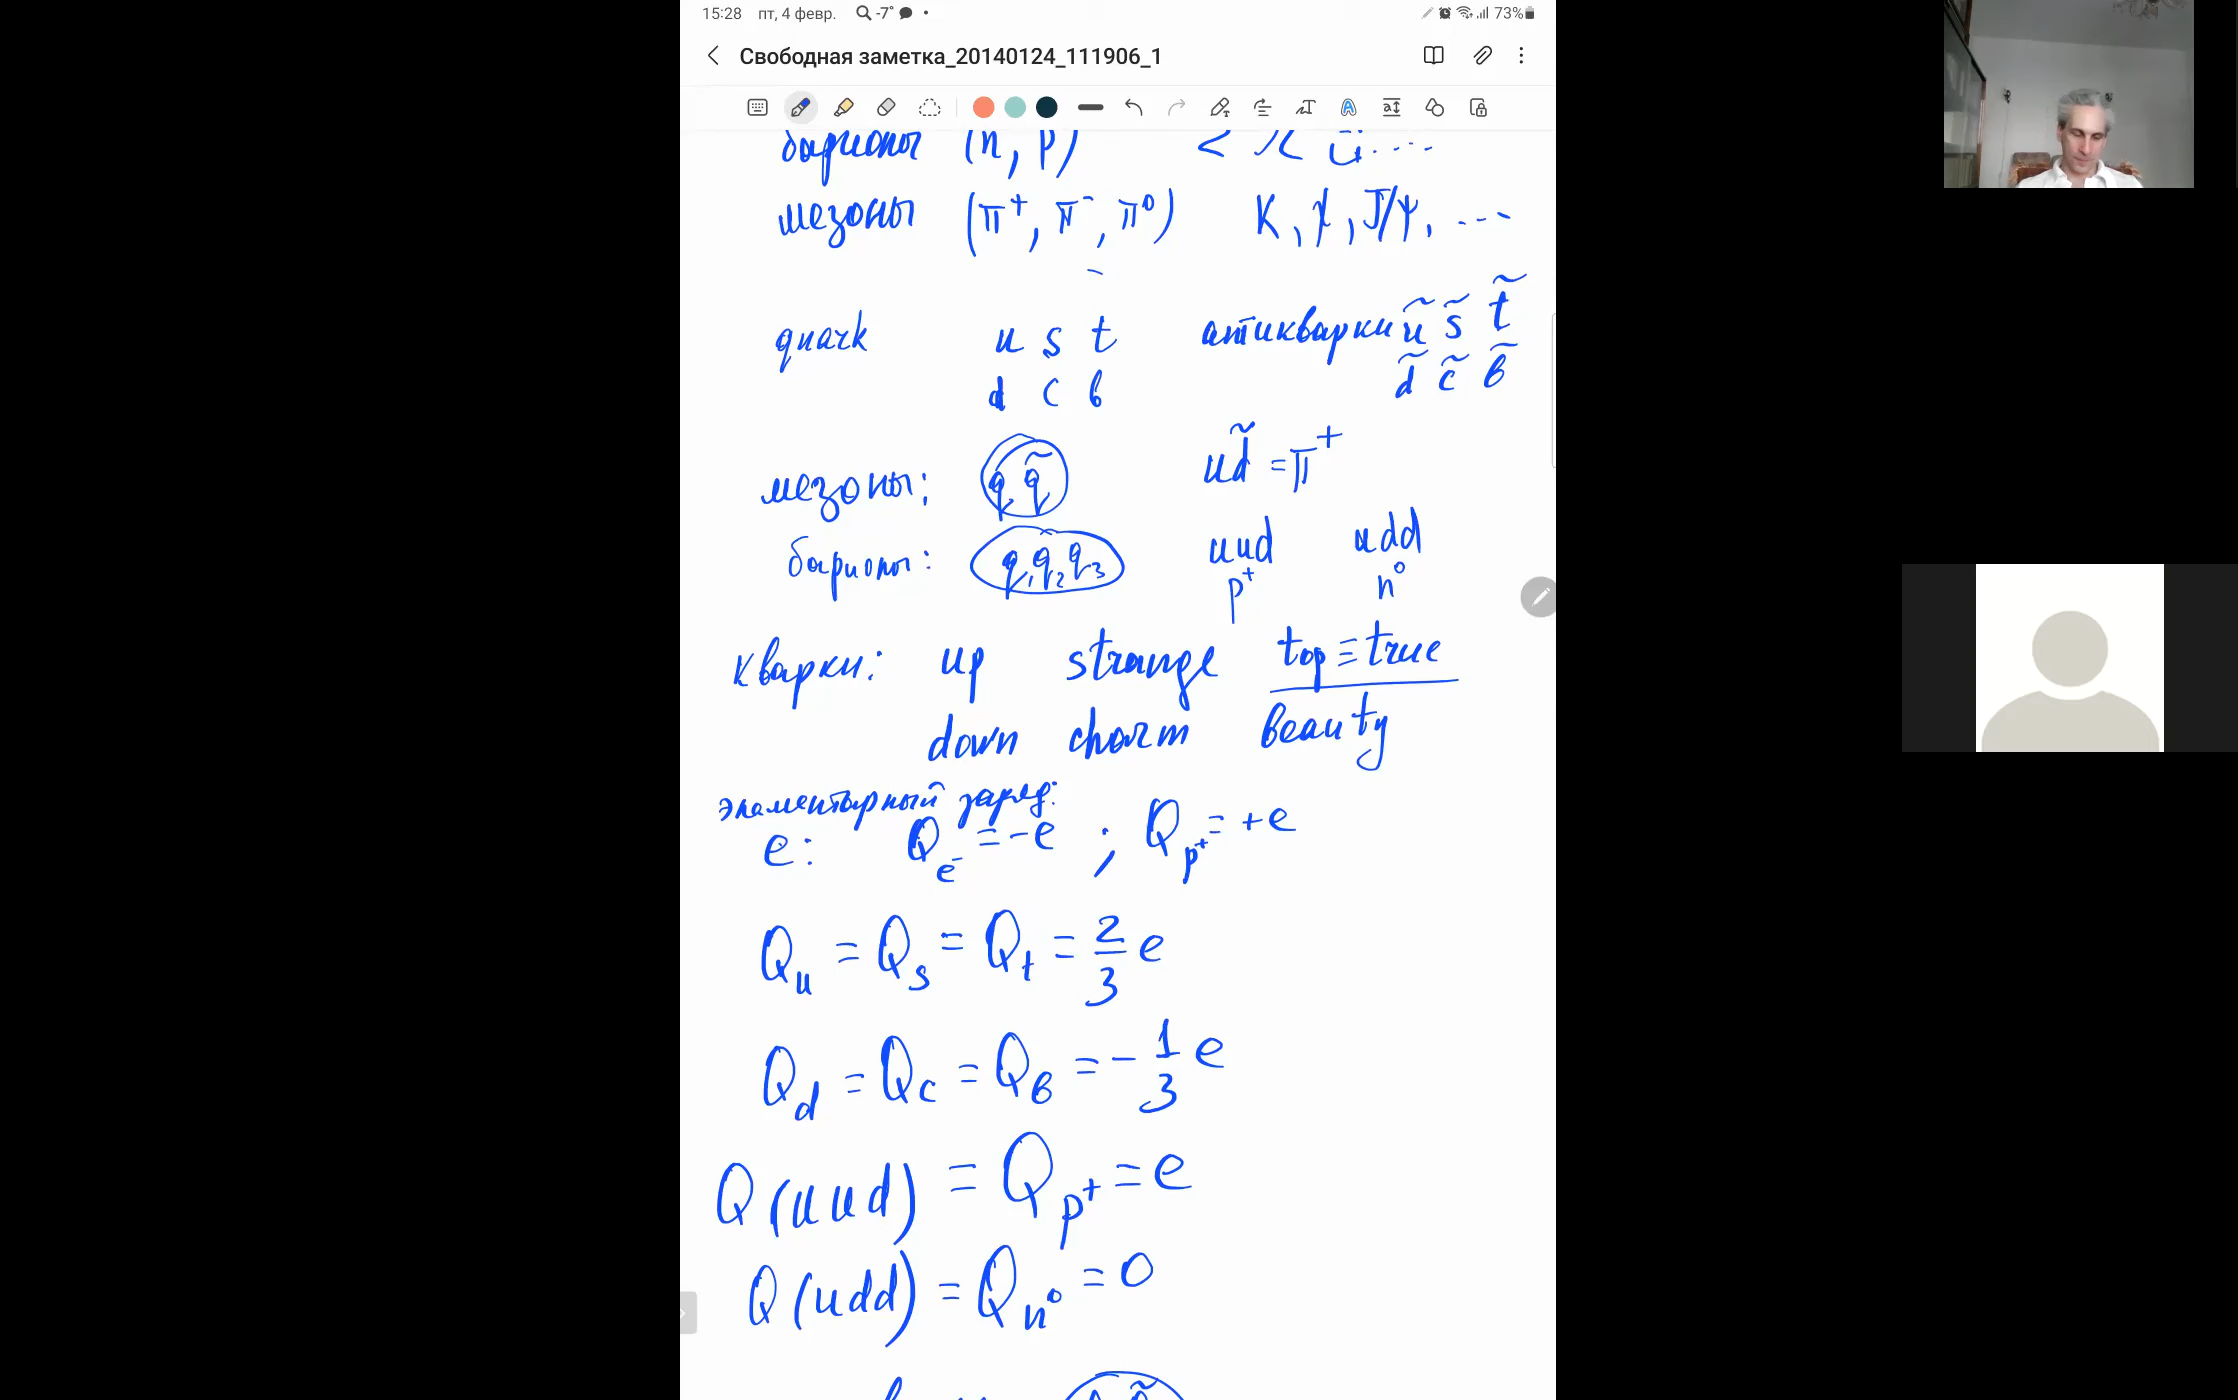 15:28 пт, 4 февр. -7° 73%
Свободная заметка_20140124_111906_1
барионы (n, p)
мезоны (π⁺, π⁻, π⁰) K, , J/ψ, ...
quark u s t антикварки ũ s̃ t̃
d c b d̃ c̃ b̃
мезоны: q q̃ ud̃ = π⁺
барионы: q₁q₂q₃ uud udd
p⁺ n⁰
Кварки: up strange top ≡ true
down charm beauty
элементарный заряд:
e: Q_e⁻ = -e ; Q_p⁺ = +e
Q_u = Q_s = Q_t = 2/3 e
Q_d = Q_c = Q_b = - 1/3 e
Q (uud) = Q_p⁺ = e
Q (udd) = Q_n⁰ = 0